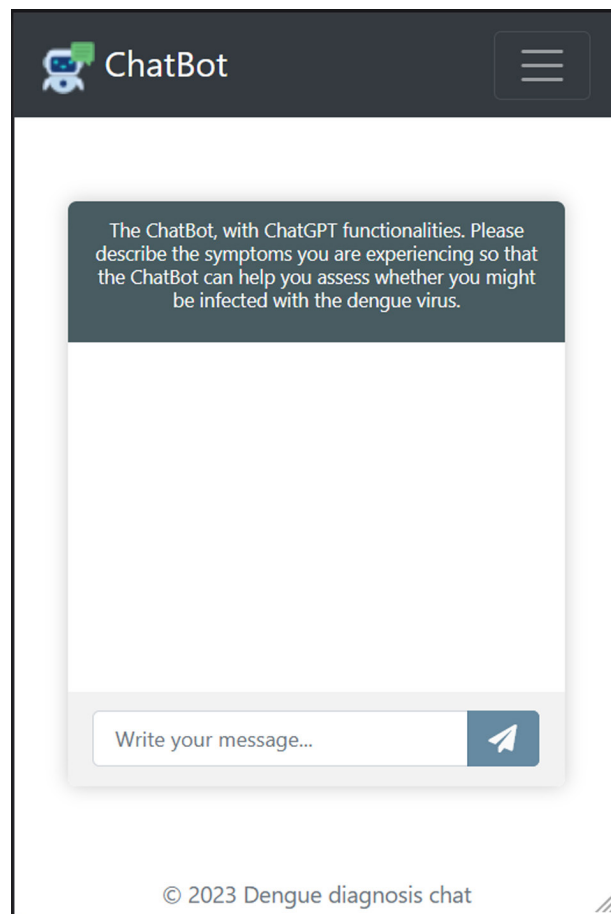 ChatBot
The ChatBot, with ChatGPT functionalities. Please
describe the symptoms you are experiencing so that
the ChatBot can help you assess whether you might
be infected with the dengue virus.
Write your message...
© 2023 Dengue diagnosis chat